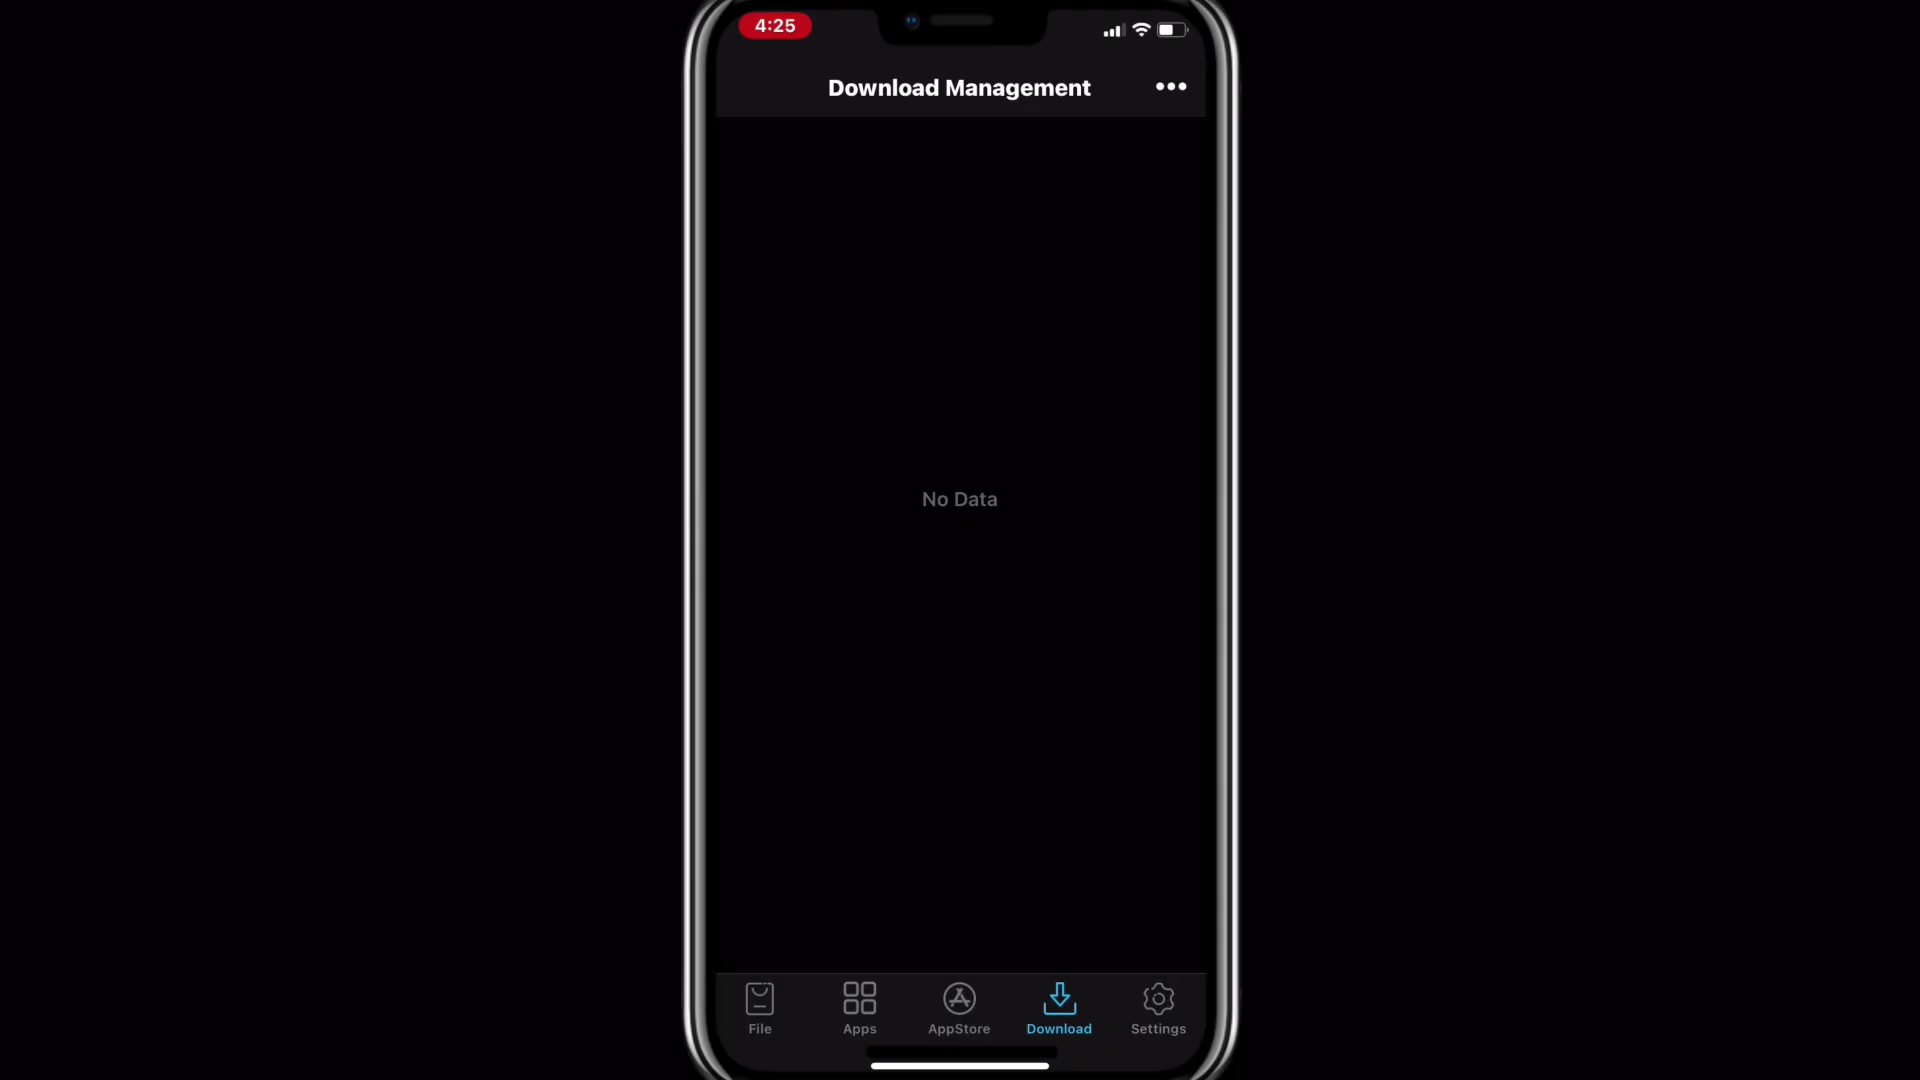 4:25
Download Management
No Data
File
Apps
AppStore
Download
Settings